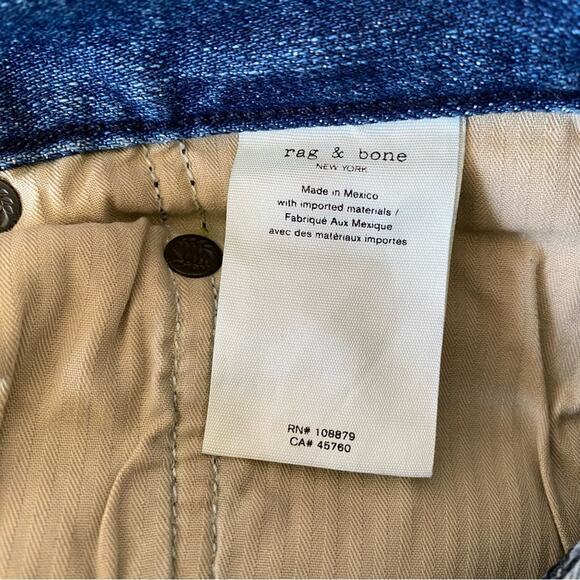 rag & bone
NEW YORK
Made in Mexico
with imported materials /
Fabriqué Aux Mexique
avec des matériaux importés
RN# 108879
CA# 45760